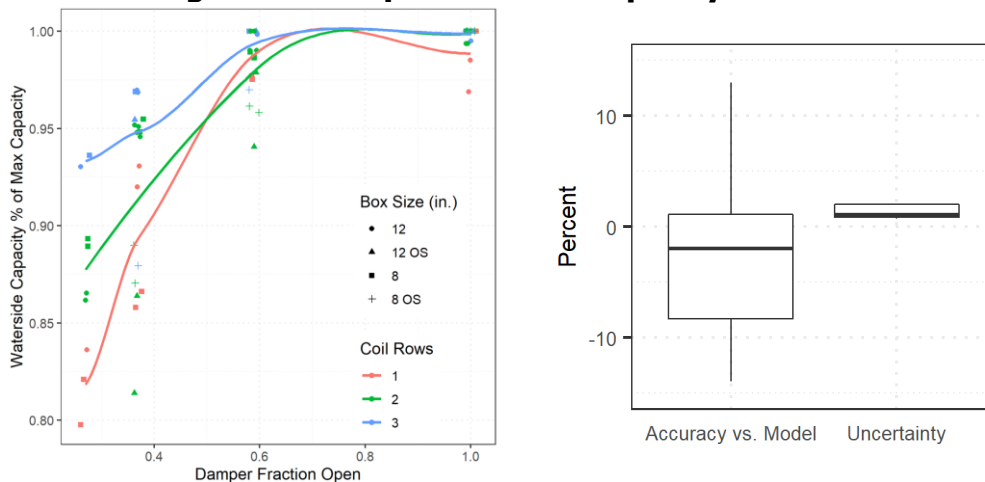 1.00
0.95
0.90
0.85
0.80
Waterside Capacity % of Max Capacity
0.4
0.6
0.8
1.0
Damper Fraction Open
Box Size (in.)
12
12 OS
8
8 OS
Coil Rows
1
2
3
Percent
10
0
-10
Accuracy vs. Model
Uncertainty